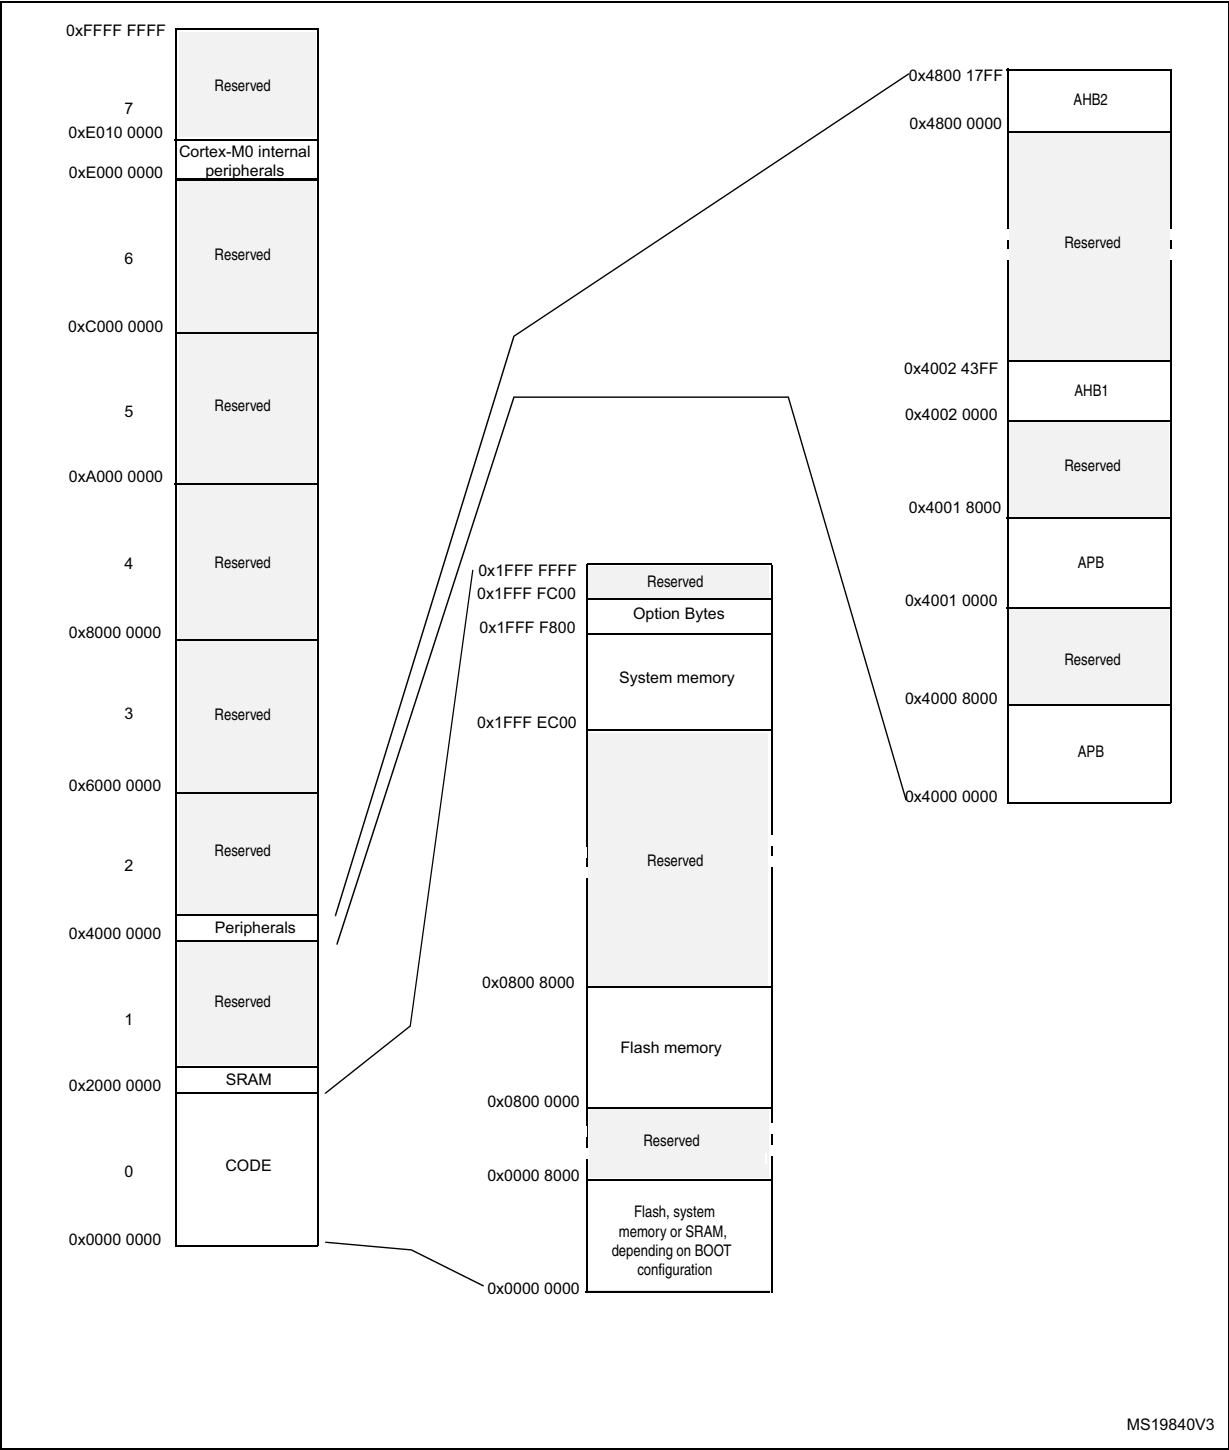 0xFFFF FFFF
Reserved
7
0xE010 0000
Cortex-M0 internal
peripherals
0xE000 0000
Reserved
6
0xC000 0000
Reserved
5
0xA000 0000
Reserved
4
0x8000 0000
Reserved
3
0x6000 0000
Reserved
2
Peripherals
0x4000 0000
Reserved
1
SRAM
0x2000 0000
CODE
0
0x0000 0000
0x1FFF FFFF
Reserved
0x1FFF FC00
Option Bytes
0x1FFF F800
System memory
0x1FFF EC00
Reserved
0x0800 8000
Flash memory
0x0800 0000
Reserved
0x0000 8000
Flash, system
memory or SRAM,
depending on BOOT
configuration
0x0000 0000
0x4800 17FF
AHB2
0x4800 0000
Reserved
0x4002 43FF
AHB1
0x4002 0000
Reserved
0x4001 8000
APB
0x4001 0000
Reserved
0x4000 8000
APB
0x4000 0000
MS19840V3